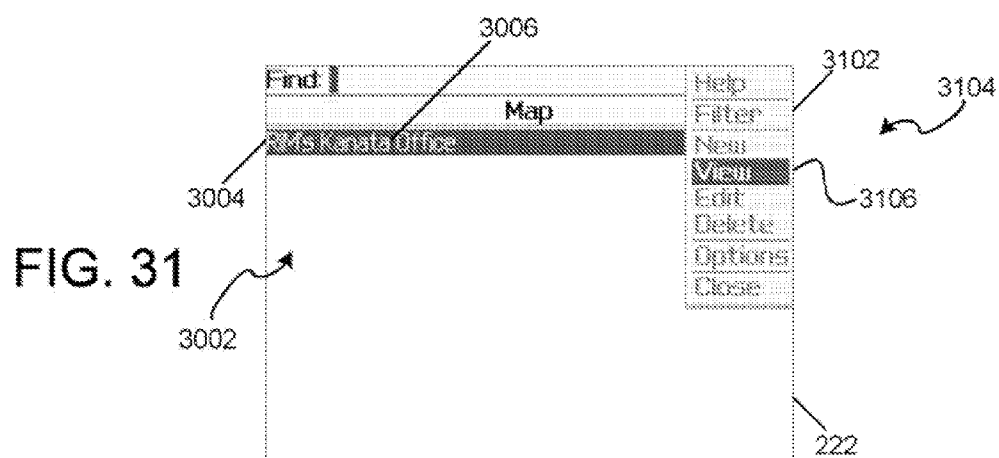 3006
3102
3104
Find:
Help
Map
Filter
New
RIM's Kanata Office
View
3004
Edit
3106
Delete
Options
FIG. 31
Close
3002
222